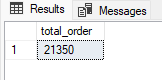 Results Messages
total_order
1 21350